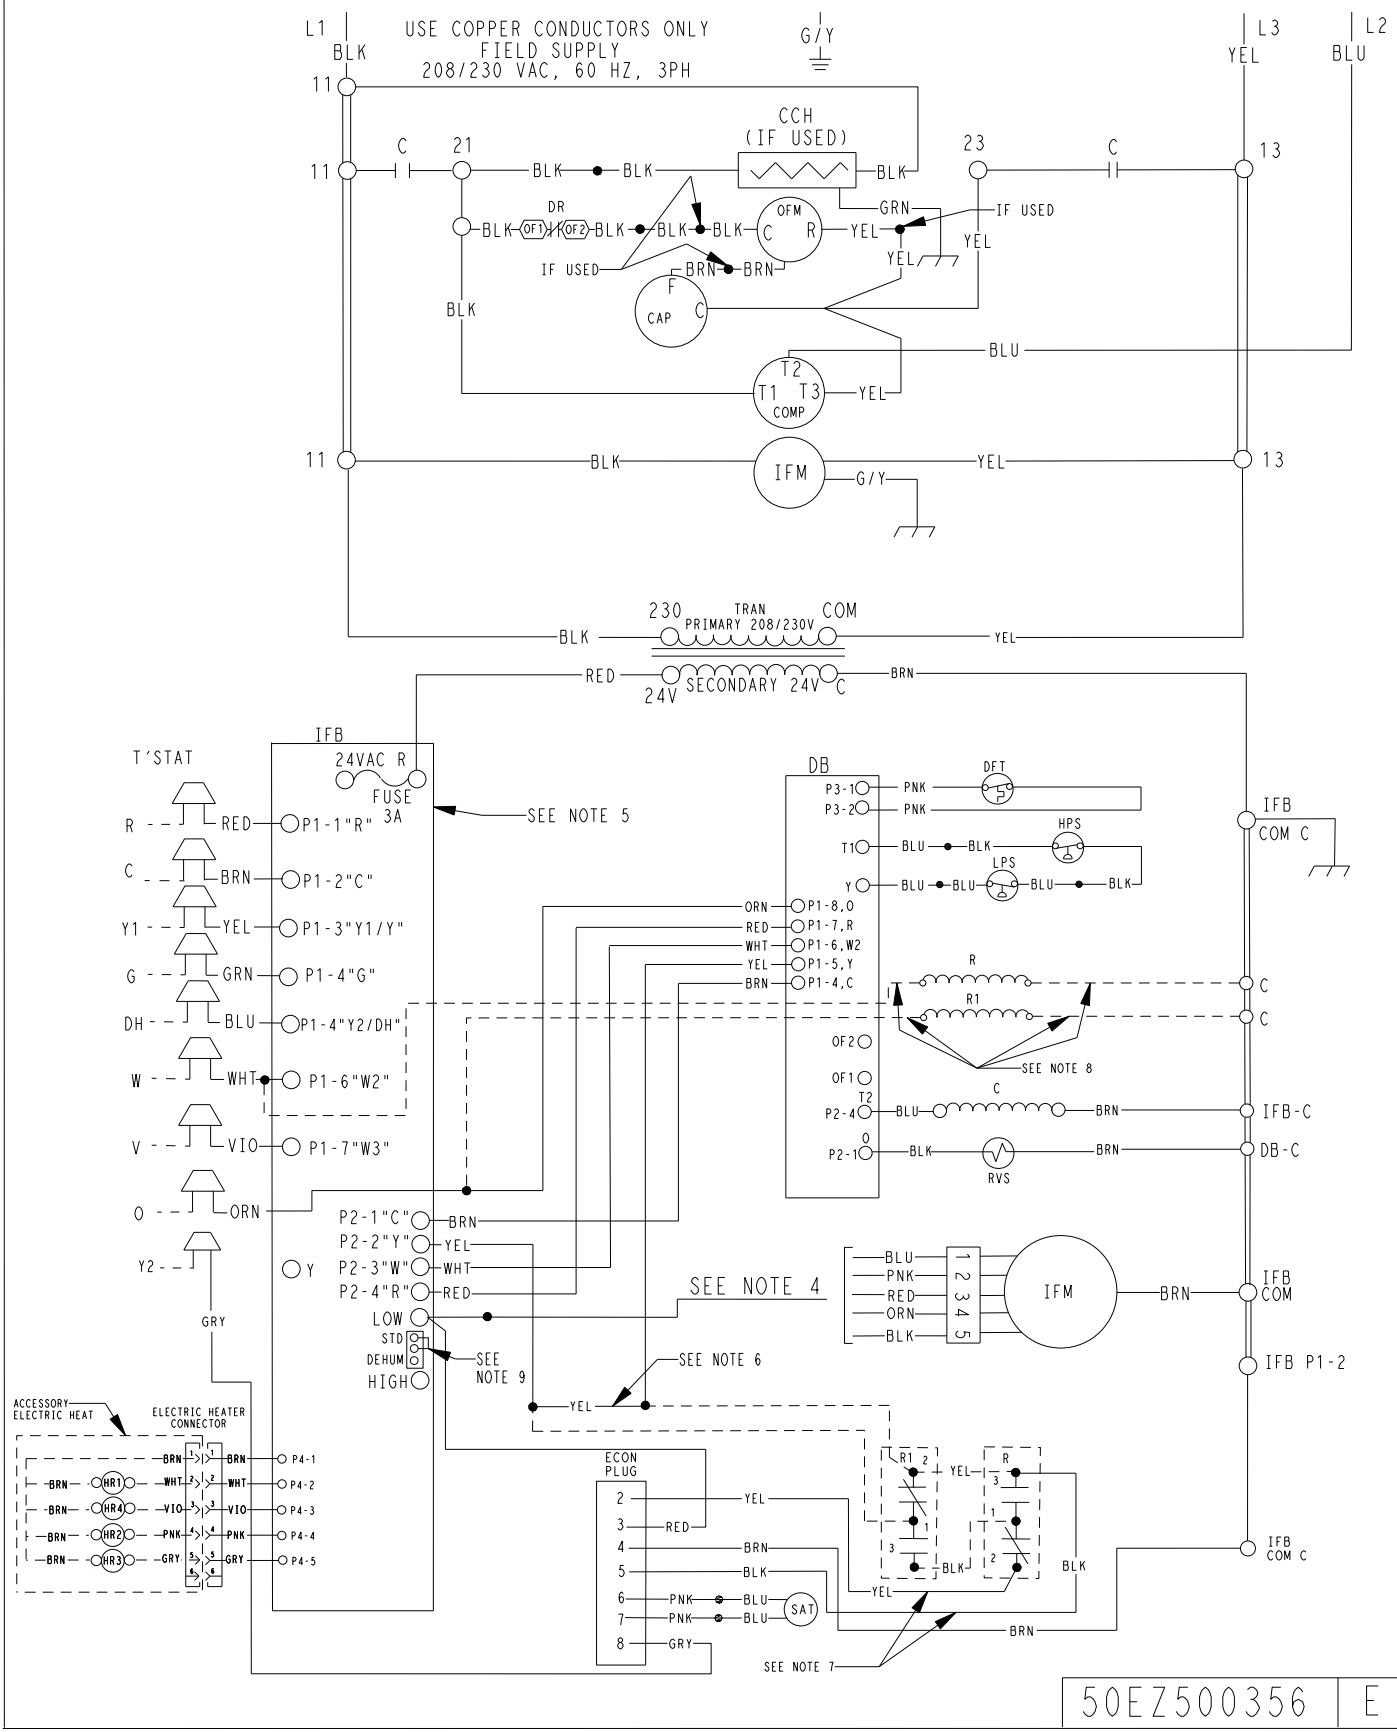 L1
BLK
USE COPPER CONDUCTORS ONLY
FIELD SUPPLY
208/230 VAC, 60 HZ, 3PH
G/Y
L3
YEL
L2
BLU
11
CCH
(IF USED)
11
C
21
BLK
BLK
BLK
23
C
13
DR
BLK
OF1
OF2
BLK
BLK
BLK
OFM
C
R
YEL
GRN
IF USED
YEL
YEL
IF USED
BRN
BRN
F
CAP
C
BLK
BLU
T2
T1
T3
COMP
YEL
11
BLK
IFM
YEL
13
G/Y
230
TRAN
COM
PRIMARY 208/230V
BLK
YEL
RED
24V
SECONDARY 24V
C
BRN
IFB
T'STAT
24VAC R
FUSE
3A
SEE NOTE 5
R
RED
P1-1"R"
C
BRN
P1-2"C"
Y1
YEL
P1-3"Y1/Y"
G
GRN
P1-4"G"
DH
BLU
P1-4"Y2/DH"
W
WHT
P1-6"W2"
V
VIO
P1-7"W3"
O
ORN
Y2
GRY
Y
P2-1"C"
BRN
P2-2"Y"
YEL
P2-3"W"
WHT
P2-4"R"
RED
LOW
STD
DEHUM
HIGH
SEE
NOTE 9
DB
P3-1
PNK
DFT
P3-2
PNK
T1
BLU
BLK
HPS
Y
BLU
BLU
LPS
BLU
BLK
ORN
P1-8,O
RED
P1-7,R
WHT
P1-6,W2
YEL
P1-5,Y
BRN
P1-4,C
R
C
R1
C
SEE NOTE 8
OF2
OF1
T2
P2-4
BLU
C
BRN
IFB-C
O
P2-1
BLK
RVS
BRN
DB-C
IFB
COM C
SEE NOTE 4
BLU
PNK
RED
ORN
BLK
1
2
3
4
5
IFM
BRN
IFB
COM
IFB P1-2
SEE NOTE 6
YEL
ACCESSORY
ELECTRIC HEAT
ELECTRIC HEATER
CONNECTOR
BRN
1
1
BRN
P4-1
BRN
HR1
WHT
2
2
WHT
P4-2
BRN
HR4
VIO
3
3
VIO
P4-3
BRN
HR2
PNK
4
4
PNK
P4-4
BRN
HR3
GRY
5
5
GRY
P4-5
6
6
ECON
PLUG
2
YEL
3
RED
4
BRN
5
BLK
6
PNK
BLU
7
PNK
BLU
SAT
8
GRY
R1
2
1
3
YEL
R
3
1
2
BLK
YEL
BLK
BRN
IFB
COM C
SEE NOTE 7
50EZ500356
E